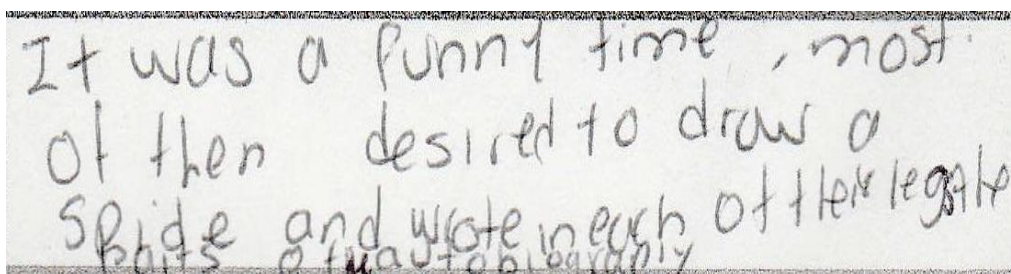 It was a funny time, most
of then desired to draw a
Spide and wrote in each of their legs the
parts of autobiography